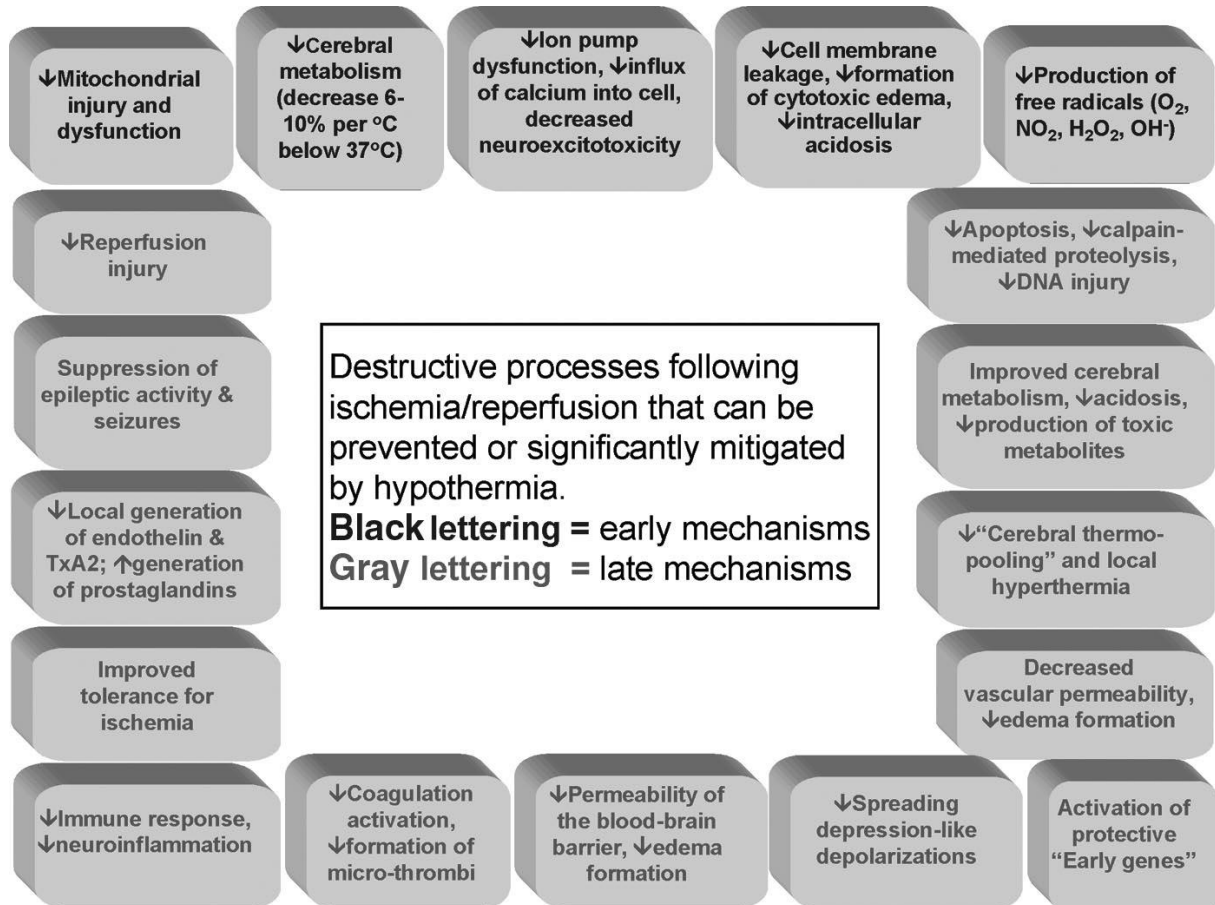 ↓Mitochondrial
injury and
dysfunction
↓Cerebral
metabolism
(decrease 6-
10% per ºC
below 37ºC)
↓Ion pump
dysfunction, ↓influx
of calcium into cell,
decreased
neuroexcitotoxicity
↓Cell membrane
leakage, ↓formation
of cytotoxic edema,
↓intracellular
acidosis
↓Production of
free radicals (O₂,
NO₂, H₂O₂, OH⁻)
↓Reperfusion
injury
↓Apoptosis, ↓calpain-
mediated proteolysis,
↓DNA injury
Suppression of
epileptic activity &
seizures
Destructive processes following
ischemia/reperfusion that can be
prevented or significantly mitigated
by hypothermia.
Black lettering = early mechanisms
Gray lettering = late mechanisms
Improved cerebral
metabolism, ↓acidosis,
↓production of toxic
metabolites
↓Local generation
of endothelin &
TxA2; ↑generation
of prostaglandins
↓“Cerebral thermo-
pooling” and local
hyperthermia
Improved
tolerance for
ischemia
Decreased
vascular permeability,
↓edema formation
↓Immune response,
↓neuroinflammation
↓Coagulation
activation,
↓formation of
micro-thrombi
↓Permeability of
the blood-brain
barrier, ↓edema
formation
↓Spreading
depression-like
depolarizations
Activation of
protective
“Early genes”